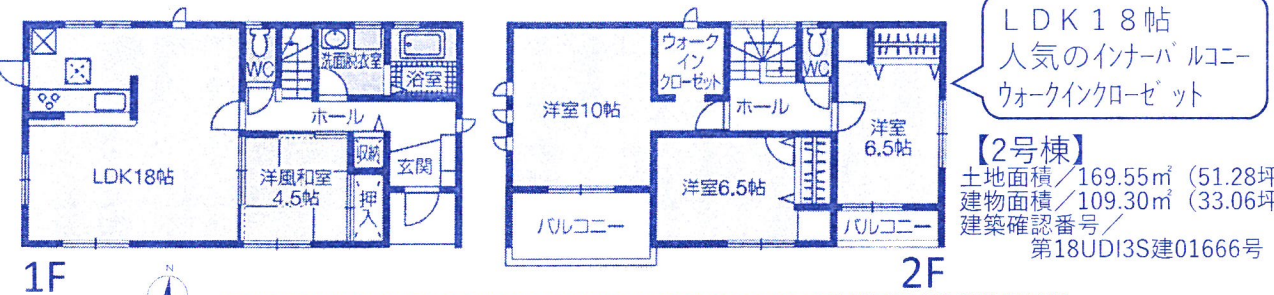 LDK18帖
人気のインナーバルコニー
ウォークインクローゼット
【2号棟】
土地面積／169.55㎡（51.28坪
建物面積／109.30㎡（33.06坪
建築確認番号／
第18UDI3S建01666号
WC
洗面脱衣室
浴室
ホール
収納
玄関
LDK18帖
洋風和室
4.5帖
押
入
1F
N
ウォーク
イン
クローゼット
WC
洋室10帖
ホール
洋室
6.5帖
洋室6.5帖
バルコニー
バルコニー
2F